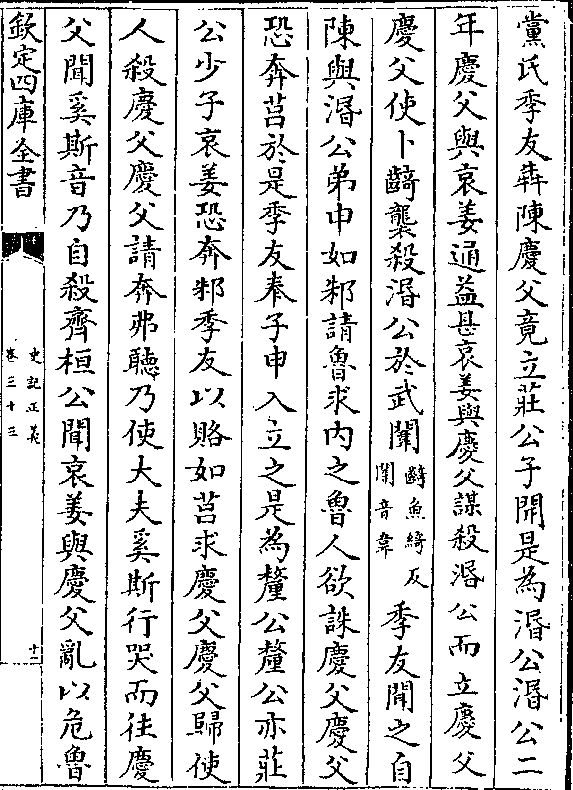 黨氏季友犇陳慶父竟立莊公子開是為湣公湣公二
年慶父與哀姜通益甚哀姜與慶父謀殺湣公而立慶父
慶父使卜齮襲殺湣公於武闈齮魚綺反闈音韋季友聞之自
陳與湣公弟申如邾請魯求内之魯人欲誅慶父慶父
恐奔莒於是季友奉子申入立之是為釐公釐公亦莊
公少子哀姜恐奔邾季友以賂如莒求慶父慶父歸使
人殺慶父慶父請奔弗聽乃使大夫奚斯行哭而往慶
父聞奚斯音乃自殺齊桓公聞哀姜與慶父亂以危魯
欽定四庫全書
史記正義
卷三十三
十二